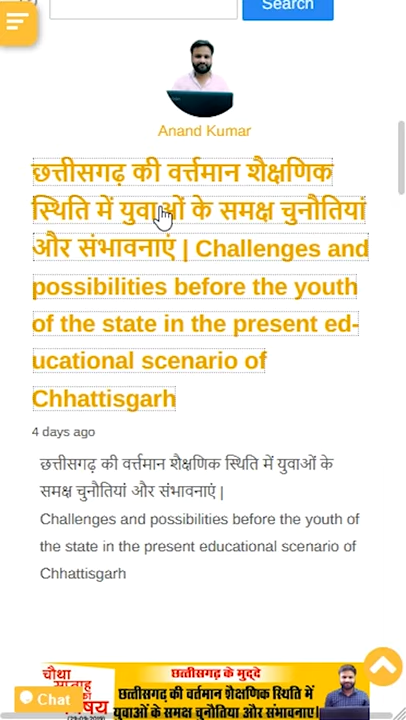 Search
Anand Kumar
छत्तीसगढ़ की वर्त्तमान शैक्षणिक
स्थिति में युवाओं के समक्ष चुनौतियां
और संभावनाएं | Challenges and
possibilities before the youth
of the state in the present ed-
ucational scenario of
Chhattisgarh
4 days ago
छत्तीसगढ़ की वर्त्तमान शैक्षणिक स्थिति में युवाओं के
समक्ष चुनौतियां और संभावनाएं |
Challenges and possibilities before the youth of
the state in the present educational scenario of
Chhattisgarh
चौथा
छत्तीसगढ़ के मुद्दे
छत्तीसगढ़ की वर्तमान शैक्षणिक स्थिति में
युवाओं के समक्ष चुनौतिया और संभावनाए|
Chat